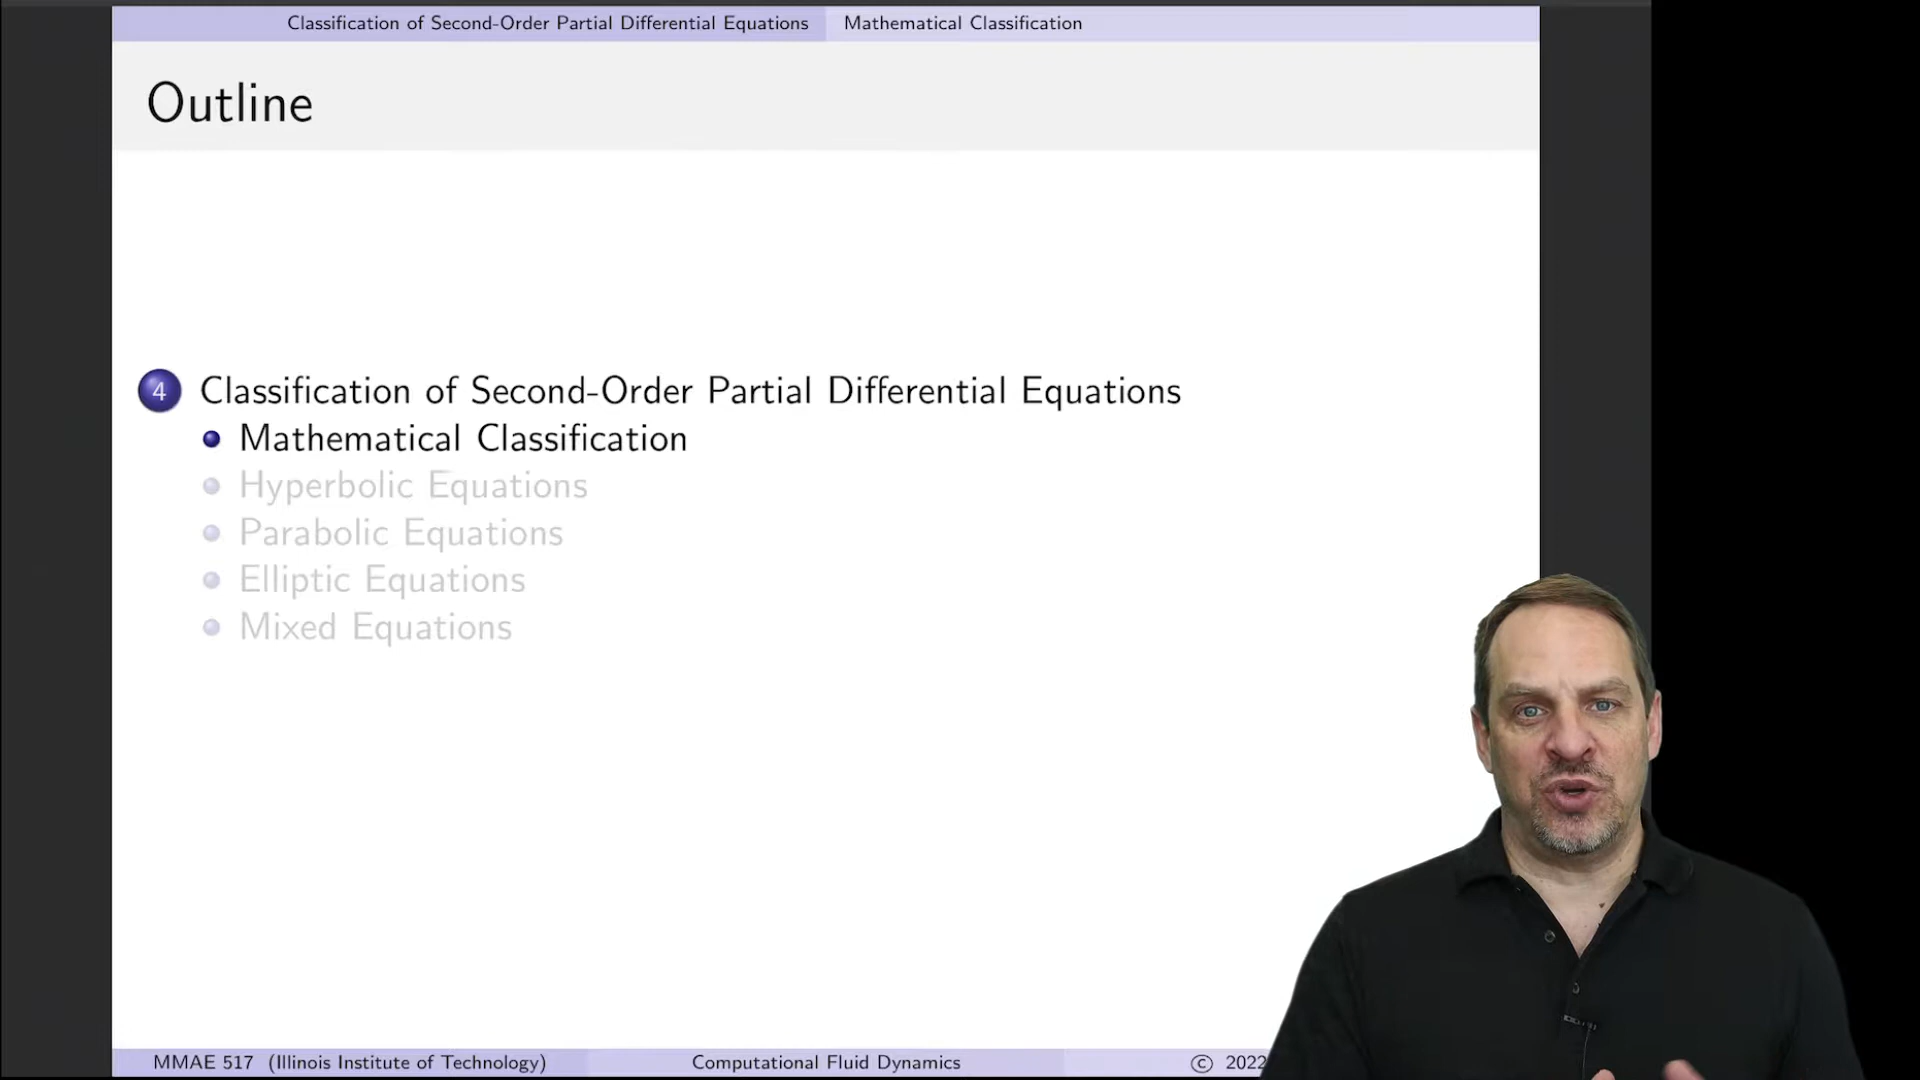 Classification of Second-Order Partial Differential Equations Mathematical Classification
Outline
4 Classification of Second-Order Partial Differential Equations
Mathematical Classification
Hyperbolic Equations
Parabolic Equations
Elliptic Equations
Mixed Equations
MMAE 517 (Illinois Institute of Technology) Computational Fluid Dynamics © 2022